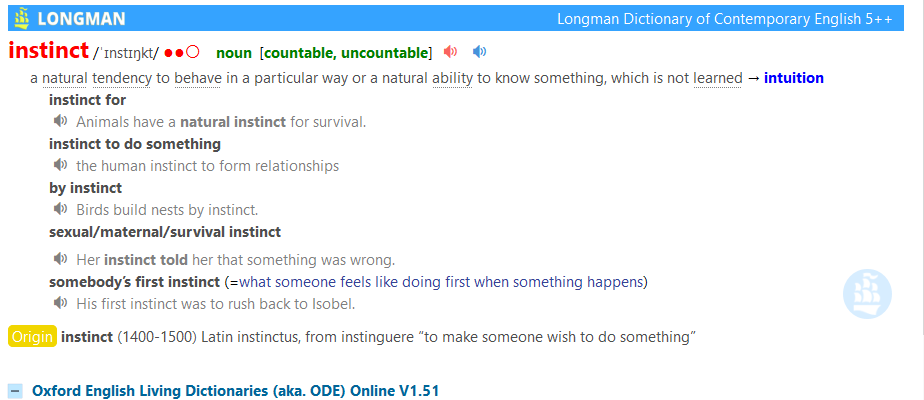 LONGMAN Longman Dictionary of Contemporary English 5++
instinct /ˈɪnstɪŋkt/ ●●○ noun [countable, uncountable]
a natural tendency to behave in a particular way or a natural ability to know something, which is not learned → intuition
instinct for
Animals have a natural instinct for survival.
instinct to do something
the human instinct to form relationships
by instinct
Birds build nests by instinct.
sexual/maternal/survival instinct
Her instinct told her that something was wrong.
somebody’s first instinct (=what someone feels like doing first when something happens)
His first instinct was to rush back to Isobel.
Origin instinct (1400-1500) Latin instinctus, from instinguere “to make someone wish to do something”
Oxford English Living Dictionaries (aka. ODE) Online V1.51